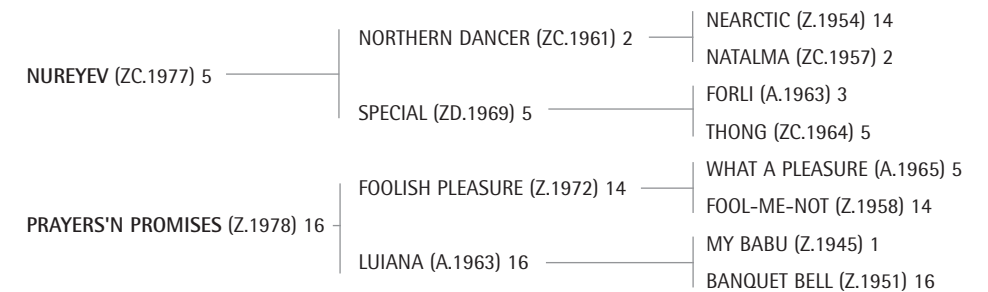 NEARCTIC (Z.1954) 14
NORTHERN DANCER (ZC.1961) 2
NATALMA (ZC.1957) 2
NUREYEV (ZC.1977) 5
FORLI (A.1963) 3
SPECIAL (ZD.1969) 5
THONG (ZC.1964) 5
WHAT A PLEASURE (A.1965) 5
FOOLISH PLEASURE (Z.1972) 14
FOOL-ME-NOT (Z.1958) 14
PRAYERS'N PROMISES (Z.1978) 16
MY BABU (Z.1945) 1
LUIANA (A.1963) 16
BANQUET BELL (Z.1951) 16